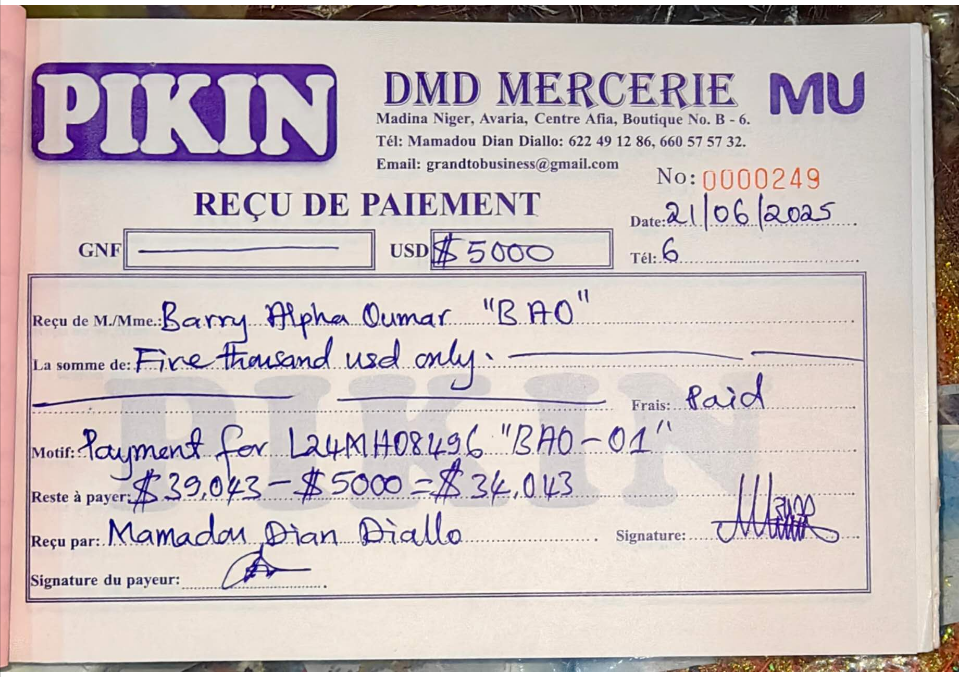 PIKIN
DMD MERCERIE MU
Madina Niger, Avaria, Centre Afia, Boutique No. B - 6.
Tél: Mamadou Dian Diallo: 622 49 12 86, 660 57 57 32.
Email: grandtobusiness@gmail.com
No: 0000249
REÇU DE PAIEMENT
Date: 21/06/2025
GNF USD $ 5000
Tél: 6
Reçu de M./Mme.: Barry Alpha Oumar "BAO"
La somme de: Five thousand usd only.
Frais: Paid
Motif: Payment for L24MH08496 "BAO-01"
Reste à payer: $ 39,043 - $ 5000 = $ 34,043
Reçu par: Mamadou Dian Diallo Signature:
Signature du payeur:
PIKIN